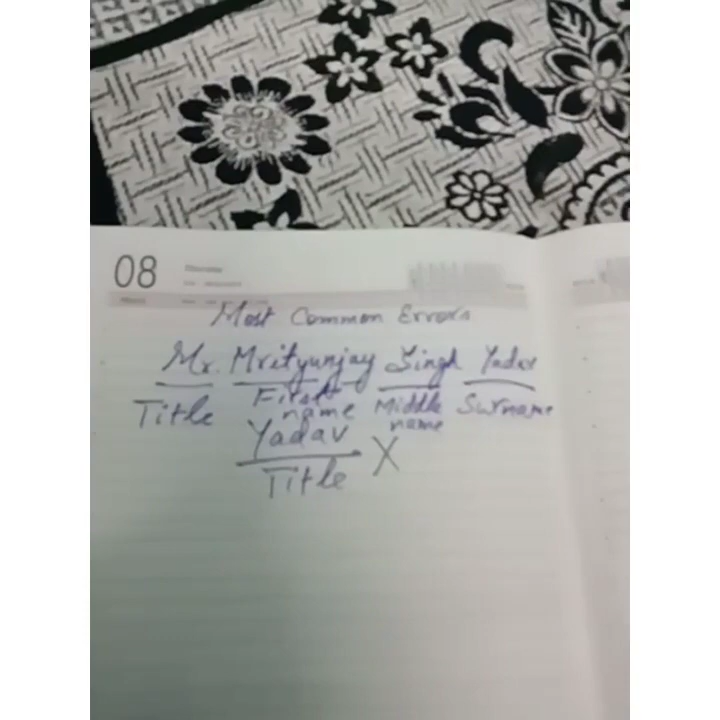 08
Most Common Errors
Mr. Mrityunjay Singh Yadav
Title First name Middle name Surname
Yadav
Title X